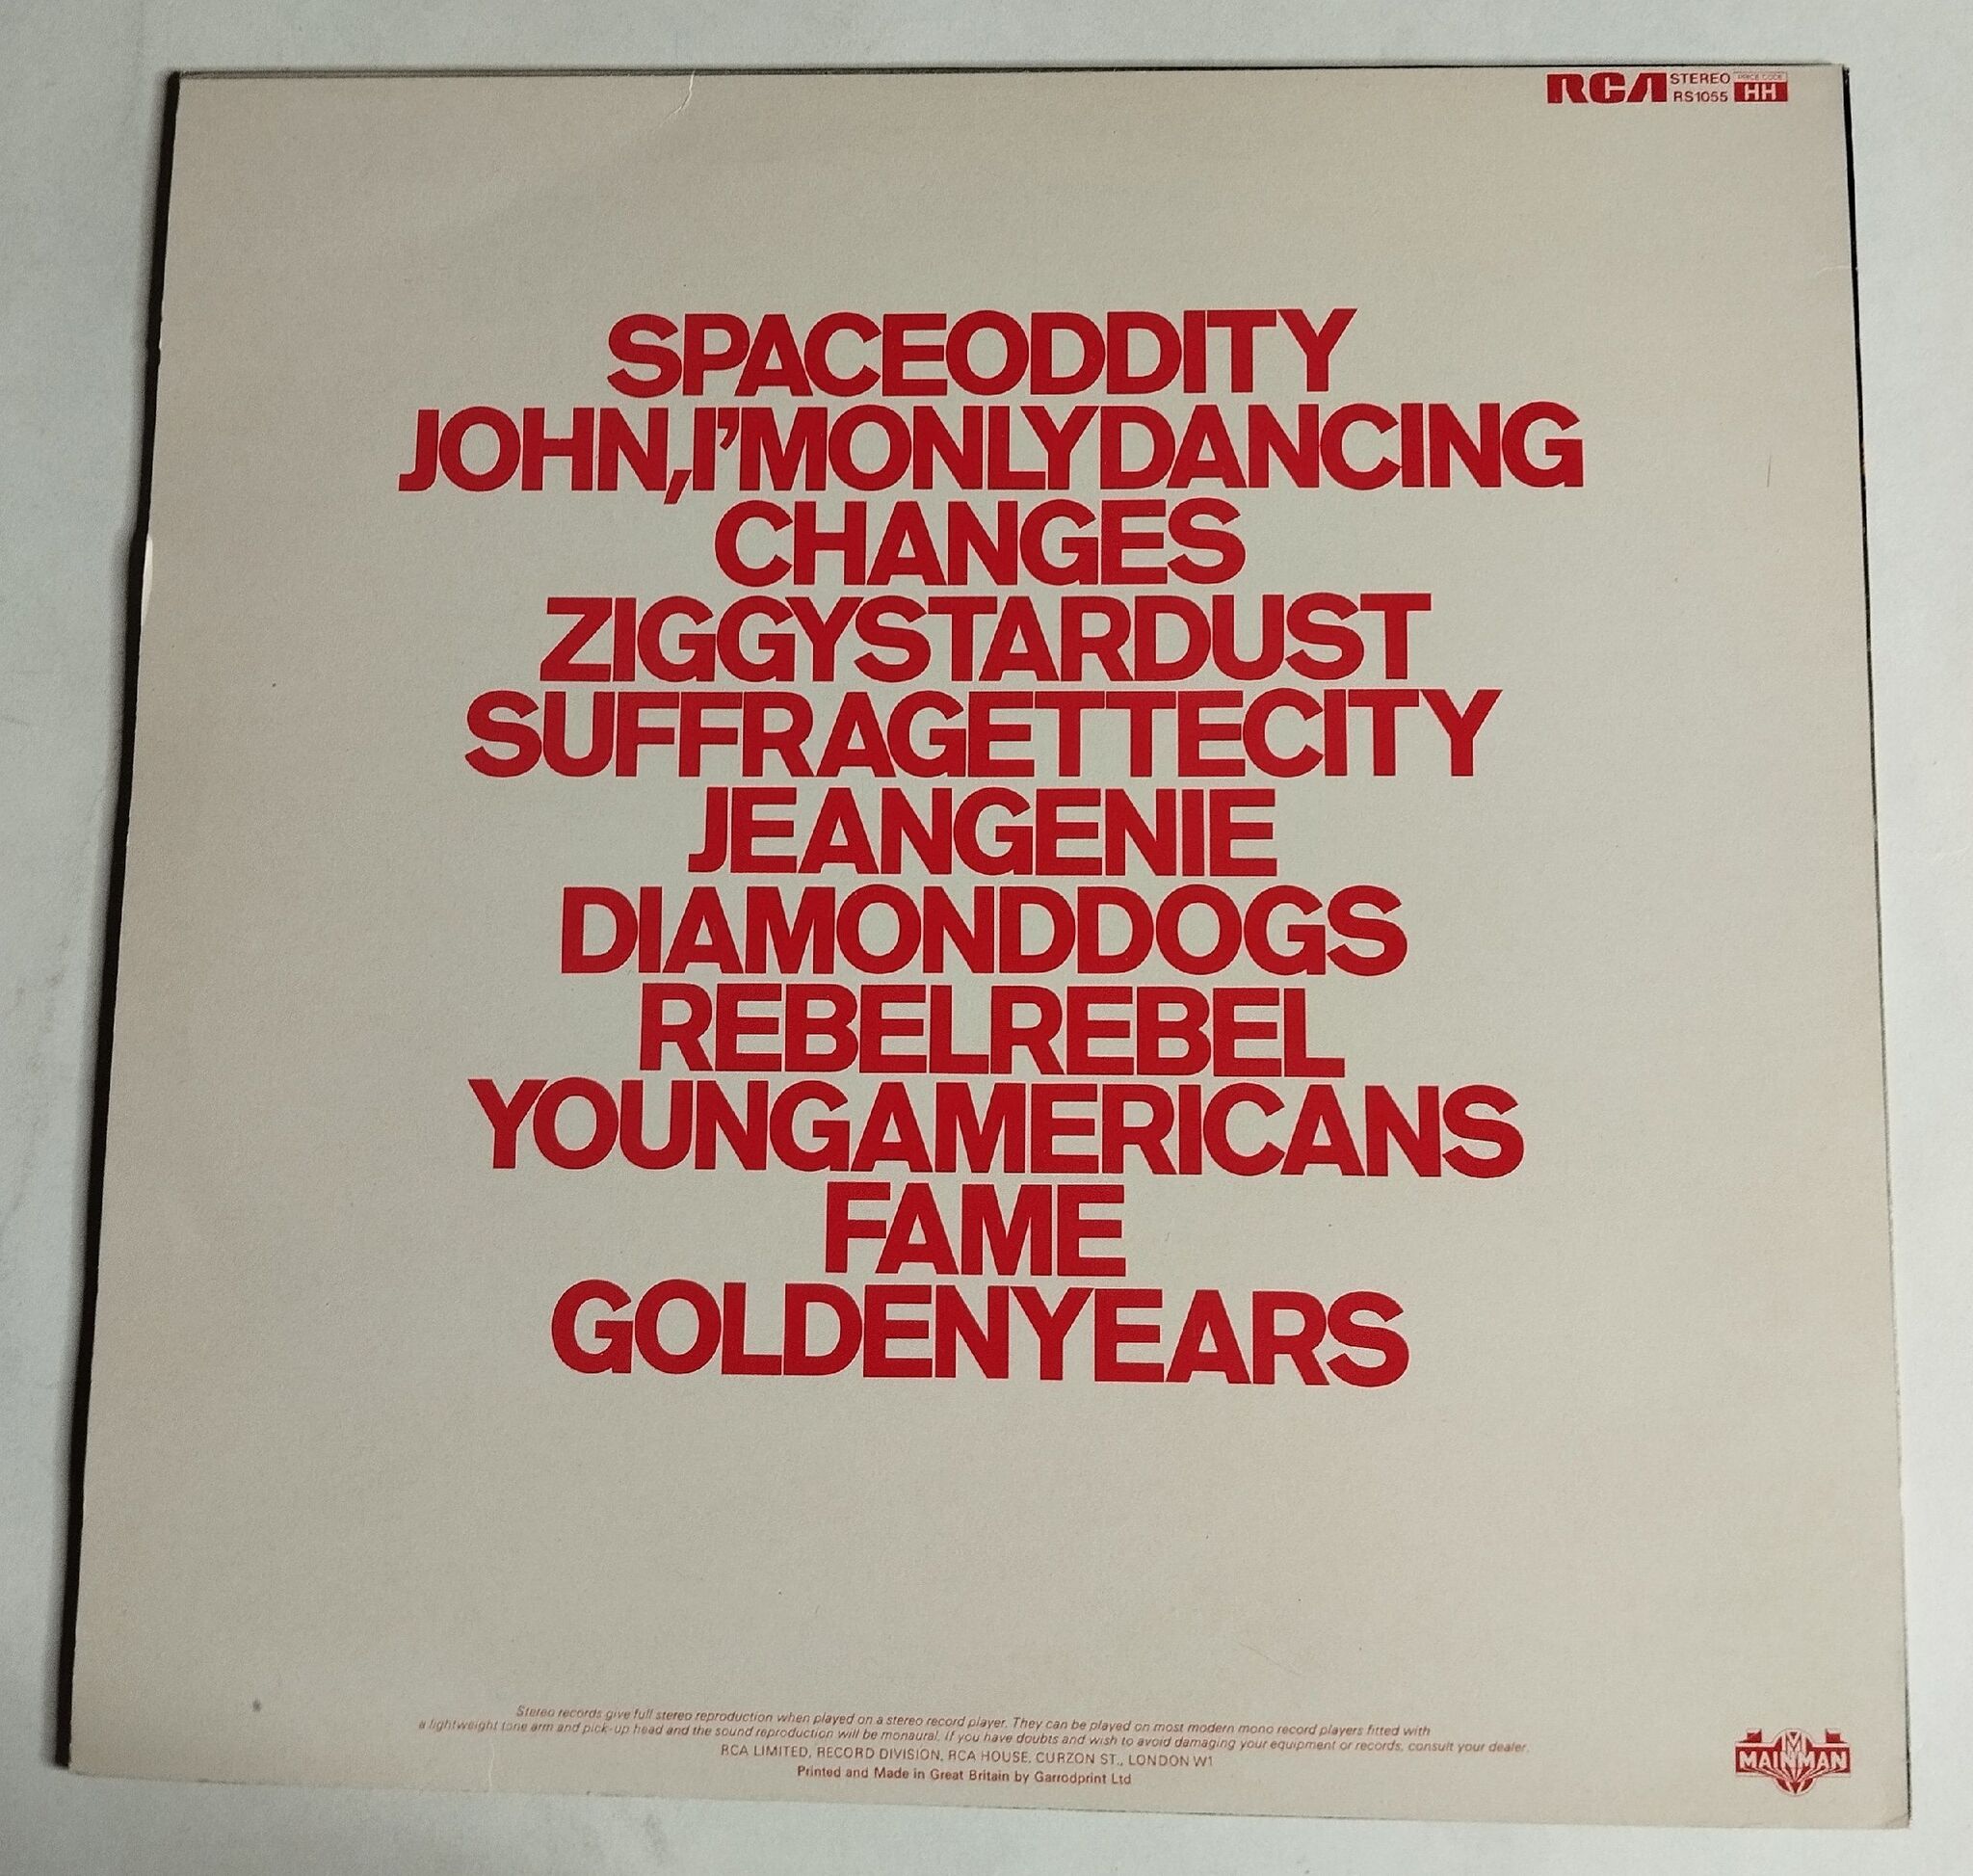 RCA STEREO PRICE CODE
RS1055 HH
SPACEODDITY
JOHN,I'MONLYDANCING
CHANGES
ZIGGYSTARDUST
SUFFRAGETTECITY
JEANGENIE
DIAMONDDOGS
REBELREBEL
YOUNGAMERICANS
FAME
GOLDENYEARS
Stereo records give full stereo reproduction when played on a stereo record player. They can be played on most modern mono record players fitted with
a lightweight tone arm and pick-up head and the sound reproduction will be monaural. If you have doubts and wish to avoid damaging your equipment or records, consult your dealer.
RCA LIMITED, RECORD DIVISION, RCA HOUSE, CURZON ST., LONDON W1
Printed and Made in Great Britain by Garrodprint Ltd
MAINMAN